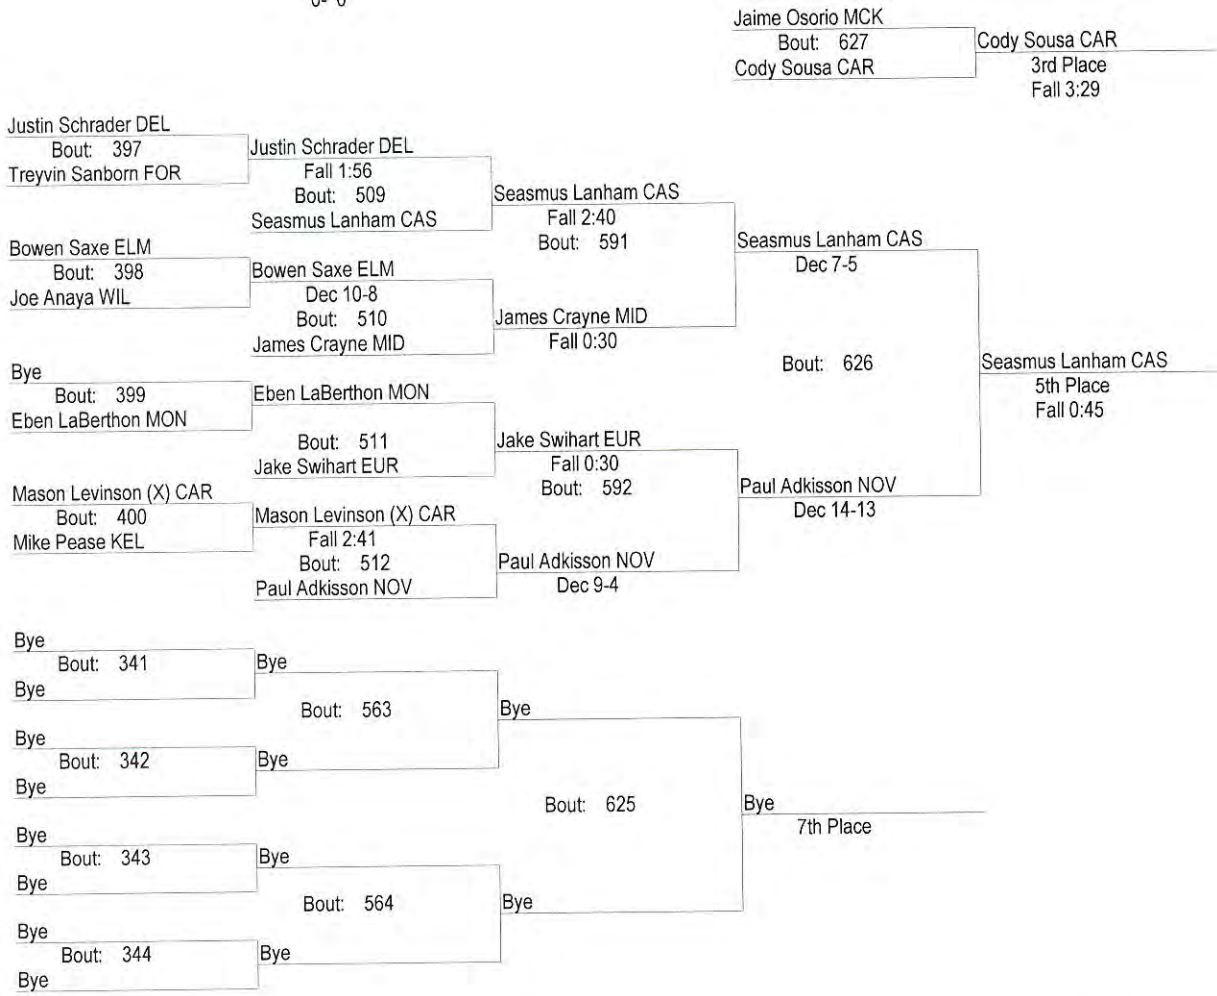 0- 0
Jaime Osorio MCK
Bout: 627
Cody Sousa CAR
Cody Sousa CAR
3rd Place
Fall 3:29
Justin Schrader DEL
Bout: 397
Treyvin Sanborn FOR
Justin Schrader DEL
Fall 1:56
Bout: 509
Seasmus Lanham CAS
Seasmus Lanham CAS
Fall 2:40
Bout: 591
Bowen Saxe ELM
Bout: 398
Joe Anaya WIL
Bowen Saxe ELM
Dec 10-8
Bout: 510
James Crayne MID
James Crayne MID
Fall 0:30
Seasmus Lanham CAS
Dec 7-5
Bout: 626
Seasmus Lanham CAS
5th Place
Fall 0:45
Bye
Bout: 399
Eben LaBerthon MON
Eben LaBerthon MON
Bout: 511
Jake Swihart EUR
Jake Swihart EUR
Fall 0:30
Bout: 592
Mason Levinson (X) CAR
Bout: 400
Mike Pease KEL
Mason Levinson (X) CAR
Fall 2:41
Bout: 512
Paul Adkisson NOV
Paul Adkisson NOV
Dec 9-4
Paul Adkisson NOV
Dec 14-13
Bye
Bout: 341
Bye
Bye
Bout: 563
Bye
Bye
Bout: 342
Bye
Bye
Bout: 625
Bye
7th Place
Bye
Bout: 343
Bye
Bye
Bout: 564
Bye
Bye
Bout: 344
Bye
Bye